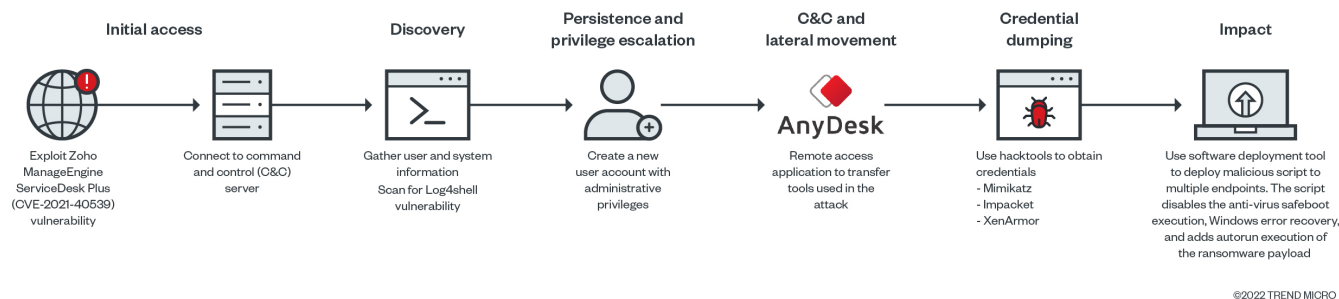 Initial access
Discovery
Persistence and
privilege escalation
C&C and
lateral movement
Credential
dumping
Impact
AnyDesk
Exploit Zoho
ManageEngine
ServiceDesk Plus
(CVE-2021-40539)
vulnerability
Connect to command
and control (C&C)
server
Gather user and system
information
Scan for Log4shell
vulnerability
Create a new
user account with
administrative
privileges
Remote access
application to transfer
tools used in the
attack
Use hacktools to obtain
credentials
- Mimikatz
- Impacket
- XenArmor
Use software deployment tool
to deploy malicious script to
multiple endpoints. The script
disables the anti-virus safeboot
execution, Windows error recovery,
and adds autorun execution of
the ransomware payload
©2022 TREND MICRO